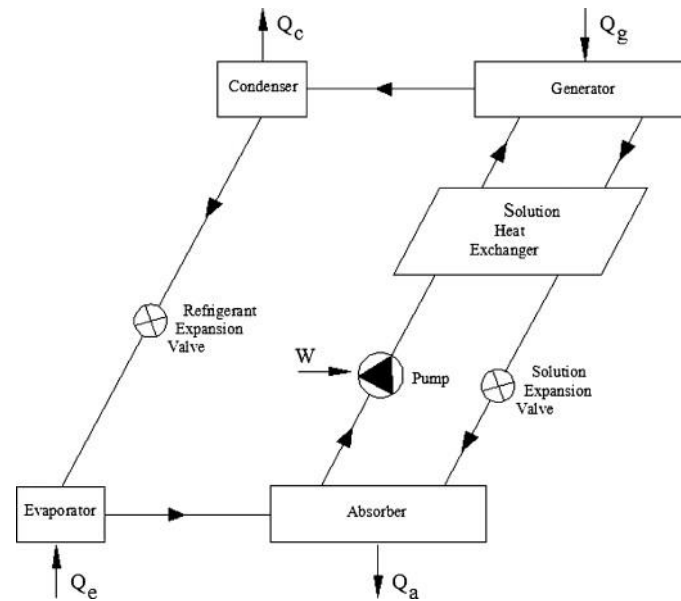 Q_c
Q_g
Condenser
Generator
Solution
Heat
Exchanger
Refrigerant
Expansion
Valve
W
Pump
Solution
Expansion
Valve
Evaporator
Absorber
Q_e
Q_a